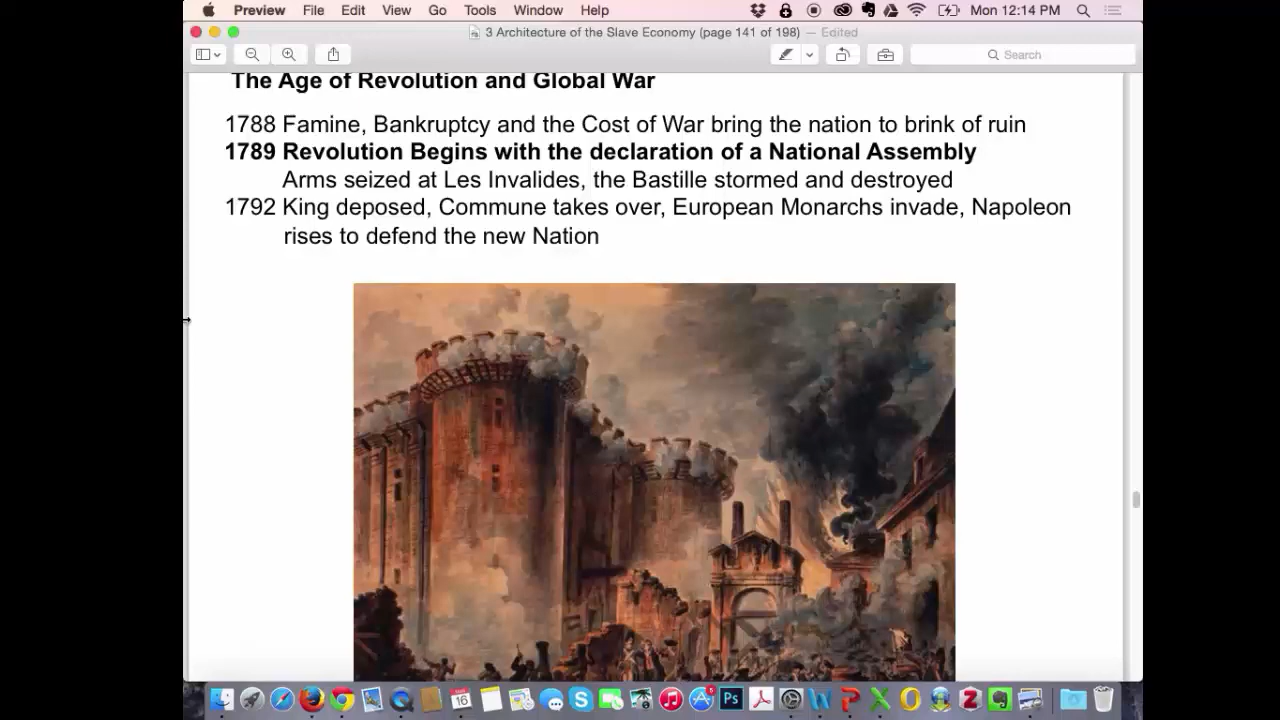 Preview File Edit View Go Tools Window Help Mon 12:14 PM
3 Architecture of the Slave Economy (page 141 of 198) — Edited
Search
The Age of Revolution and Global War
1788 Famine, Bankruptcy and the Cost of War bring the nation to brink of ruin
1789 Revolution Begins with the declaration of a National Assembly
Arms seized at Les Invalides, the Bastille stormed and destroyed
1792 King deposed, Commune takes over, European Monarchs invade, Napoleon
rises to defend the new Nation
16